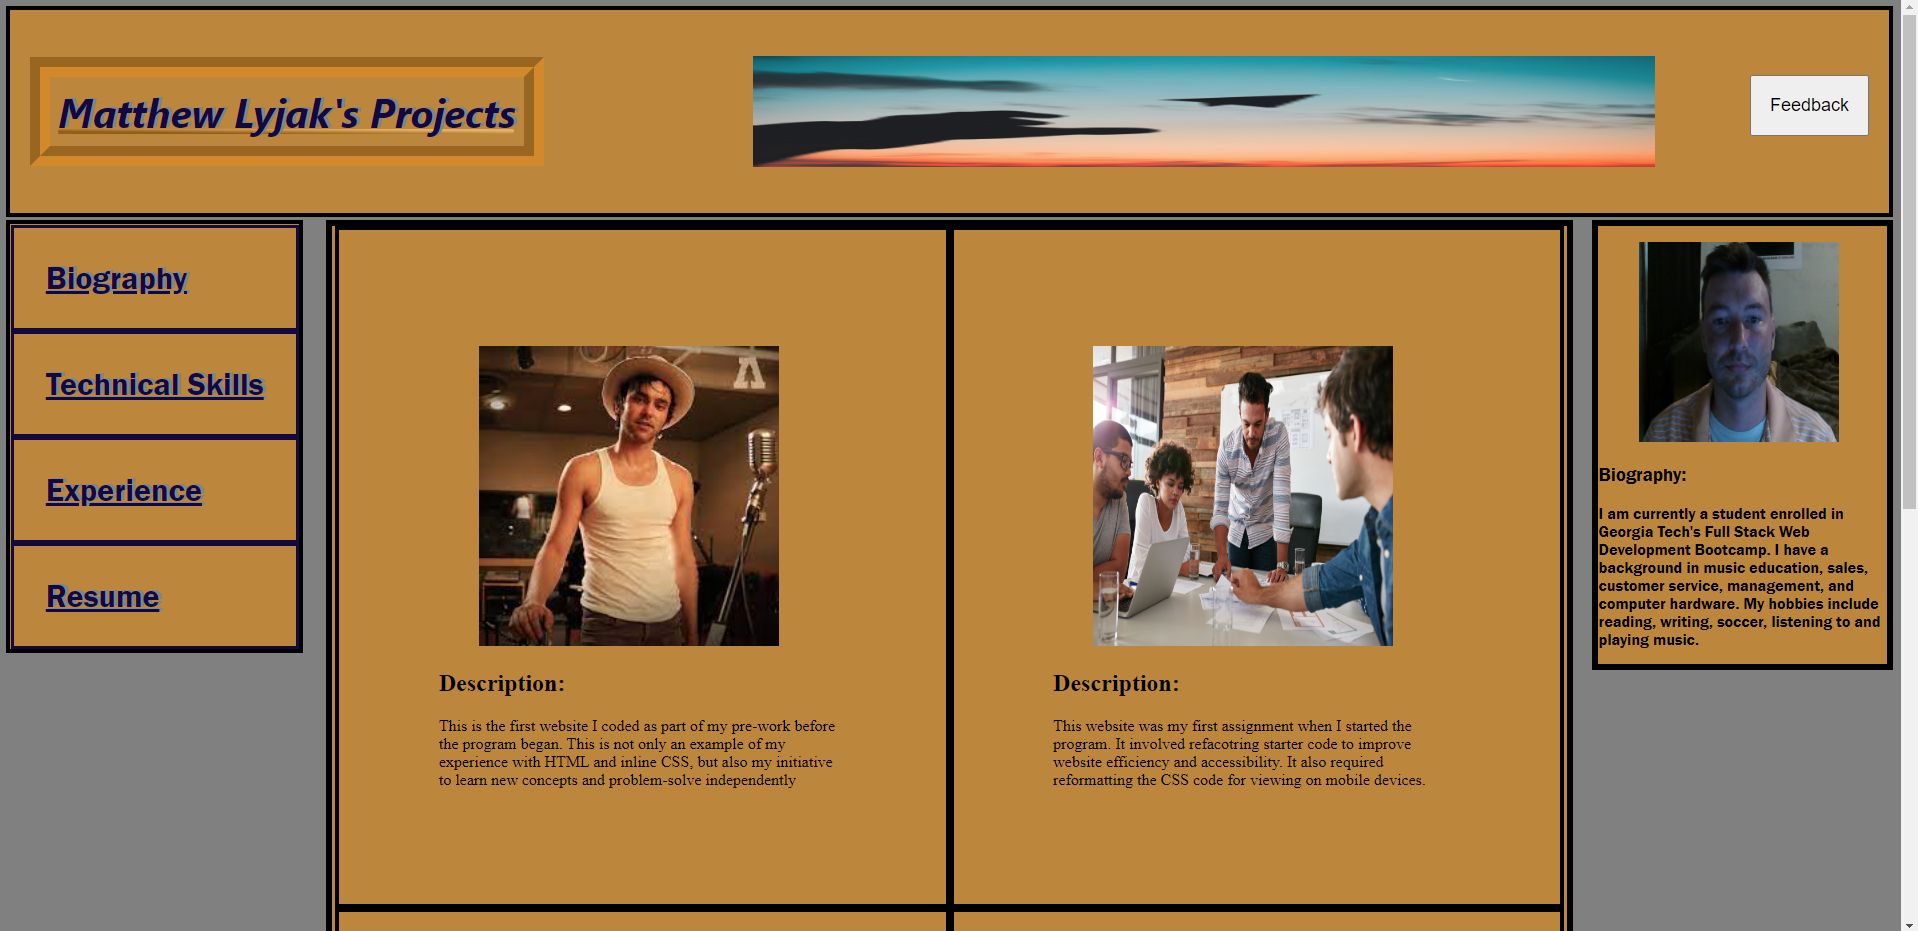 Matthew Lyjak's Projects
Feedback
Biography
Technical Skills
Experience
Resume
Description:
This is the first website I coded as part of my pre-work before
the program began. This is not only an example of my
experience with HTML and inline CSS, but also my initiative
to learn new concepts and problem-solve independently
Description:
This website was my first assignment when I started the
program. It involved refacotring starter code to improve
website efficiency and accessibility. It also required
reformatting the CSS code for viewing on mobile devices.
Biography:
I am currently a student enrolled in
Georgia Tech's Full Stack Web
Development Bootcamp. I have a
background in music education, sales,
customer service, management, and
computer hardware. My hobbies include
reading, writing, soccer, listening to and
playing music.